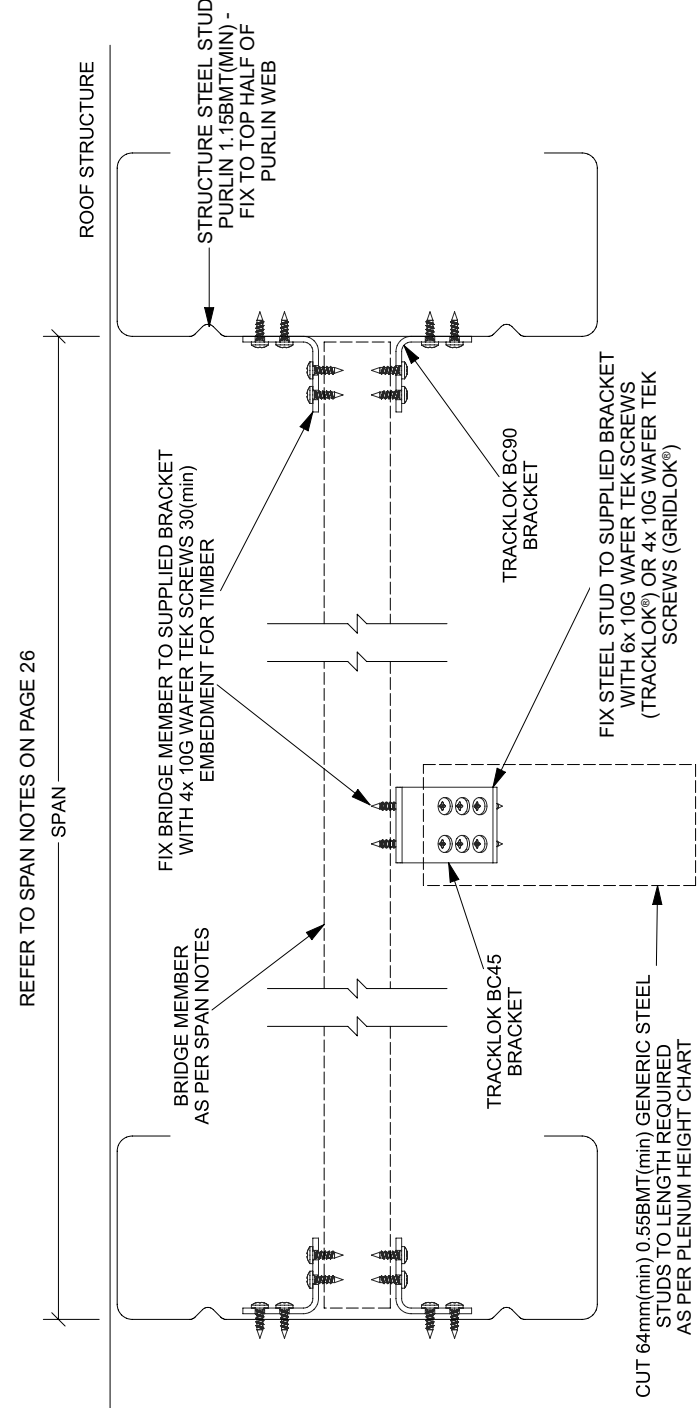 REFER TO SPAN NOTES ON PAGE 26
SPAN
ROOF STRUCTURE
STRUCTURE STEEL STUD
PURLIN 1.15BMT(MIN) -
FIX TO TOP HALF OF
PURLIN WEB
FIX BRIDGE MEMBER TO SUPPLIED BRACKET
WITH 4x 10G WAFER TEK SCREWS 30(min)
EMBEDMENT FOR TIMBER
BRIDGE MEMBER
AS PER SPAN NOTES
TRACKLOK BC90
BRACKET
TRACKLOK BC45
BRACKET
FIX STEEL STUD TO SUPPLIED BRACKET
WITH 6x 10G WAFER TEK SCREWS
(TRACKLOK®) OR 4x 10G WAFER TEK
SCREWS (GRIDLOK®)
CUT 64mm(min) 0.55BMT(min) GENERIC STEEL
STUDS TO LENGTH REQUIRED
AS PER PLENUM HEIGHT CHART